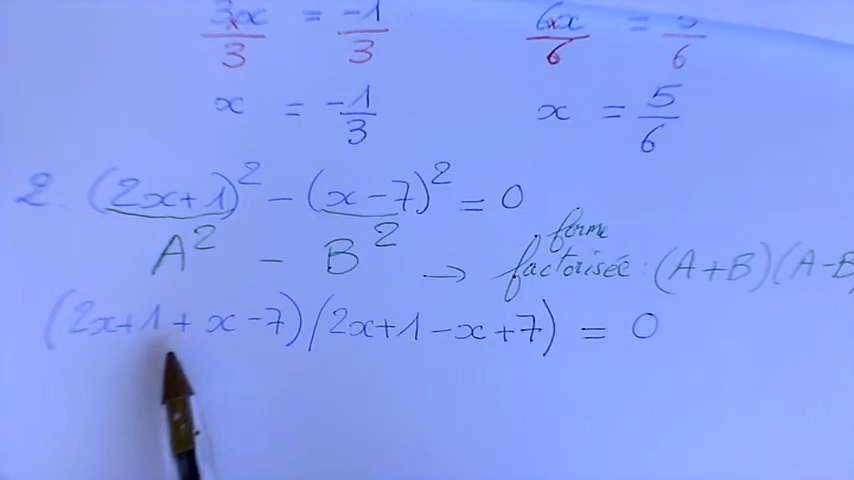 3x/3 = -1/3    6x/6 = 5/6
x = -1/3    x = 5/6
2. (2x+1)² - (x-7)² = 0
A² - B² → forme
factorisée : (A+B)(A-B
(2x+1+x-7)(2x+1-x+7) = 0